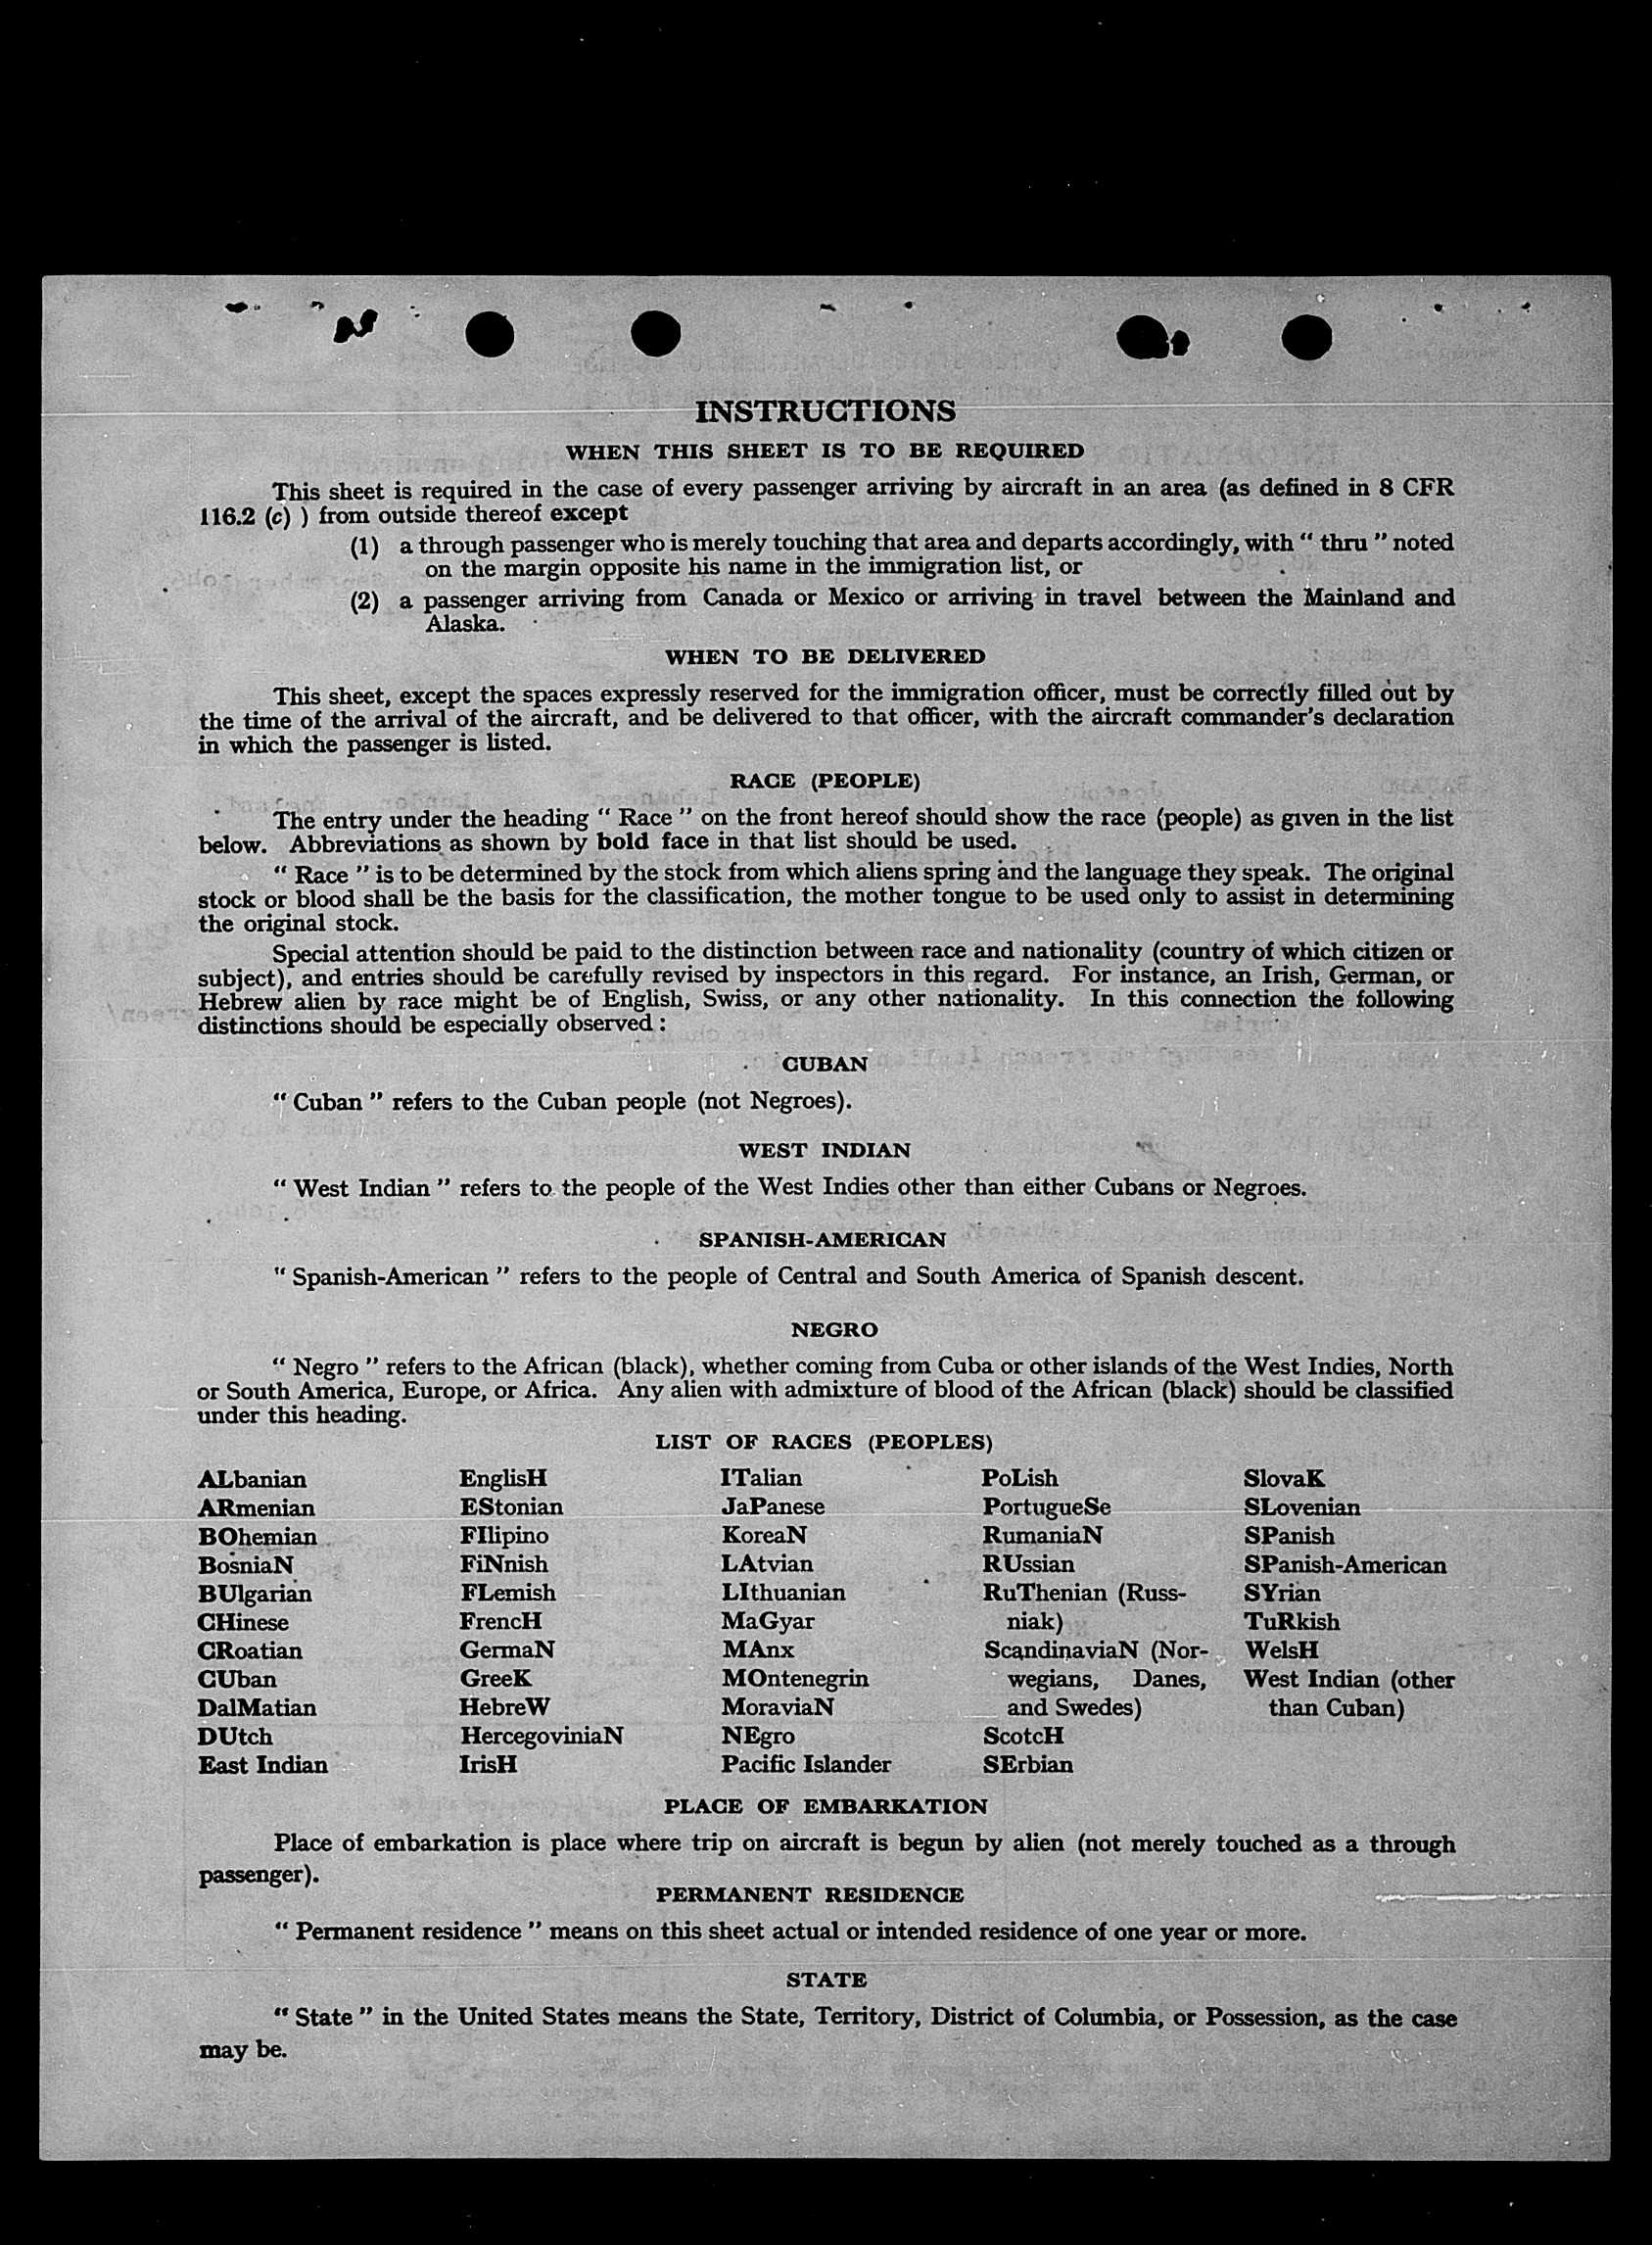 INSTRUCTIONS
WHEN THIS SHEET IS TO BE REQUIRED
This sheet is required in the case of every passenger arriving by aircraft in an area (as defined in 8 CFR
116.2 (c) ) from outside thereof except
(1) a through passenger who is merely touching that area and departs accordingly, with “ thru ” noted
on the margin opposite his name in the immigration list, or
(2) a passenger arriving from Canada or Mexico or arriving in travel between the Mainland and
Alaska.
WHEN TO BE DELIVERED
This sheet, except the spaces expressly reserved for the immigration officer, must be correctly filled out by
the time of the arrival of the aircraft, and be delivered to that officer, with the aircraft commander's declaration
in which the passenger is listed.
RACE (PEOPLE)
The entry under the heading “ Race ” on the front hereof should show the race (people) as given in the list
below. Abbreviations as shown by bold face in that list should be used.
“ Race ” is to be determined by the stock from which aliens spring and the language they speak. The original
stock or blood shall be the basis for the classification, the mother tongue to be used only to assist in determining
the original stock.
Special attention should be paid to the distinction between race and nationality (country of which citizen or
subject), and entries should be carefully revised by inspectors in this regard. For instance, an Irish, German, or
Hebrew alien by race might be of English, Swiss, or any other nationality. In this connection the following
distinctions should be especially observed :
CUBAN
“ Cuban ” refers to the Cuban people (not Negroes).
WEST INDIAN
“ West Indian ” refers to the people of the West Indies other than either Cubans or Negroes.
SPANISH-AMERICAN
“ Spanish-American ” refers to the people of Central and South America of Spanish descent.
NEGRO
“ Negro ” refers to the African (black), whether coming from Cuba or other islands of the West Indies, North
or South America, Europe, or Africa. Any alien with admixture of blood of the African (black) should be classified
under this heading.
LIST OF RACES (PEOPLES)
ALbanian
ARmenian
BOhemian
BosniaN
BUlgarian
CHinese
CRoatian
CUban
DalMatian
DUtch
East Indian
EnglisH
EStonian
FIlipino
FiNnish
FLemish
FrencH
GermaN
GreeK
HebreW
HercegoviniaN
IrisH
ITalian
JaPanese
KoreaN
LAtvian
LIthuanian
MaGyar
MAnx
MOntenegrin
MoraviaN
NEgro
Pacific Islander
PoLish
PortugueSe
RumaniaN
RUssian
RuThenian (Russ-
niak)
ScandinaviaN (Nor-
wegians, Danes,
and Swedes)
ScotcH
SErbian
SlovaK
SLovenian
SPanish
SPanish-American
SYrian
TuRkish
WelsH
West Indian (other
than Cuban)
PLACE OF EMBARKATION
Place of embarkation is place where trip on aircraft is begun by alien (not merely touched as a through
passenger).
PERMANENT RESIDENCE
“ Permanent residence ” means on this sheet actual or intended residence of one year or more.
STATE
“ State ” in the United States means the State, Territory, District of Columbia, or Possession, as the case
may be.